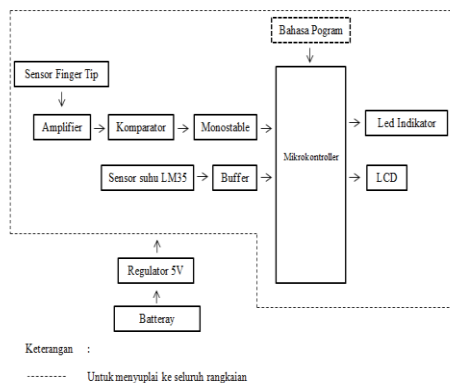 Bahasa Pogram
Sensor Finger Tip
Amplifier
Komparator
Monostable
Mikrokontroller
Led Indikator
Sensor suhu LM35
Buffer
LCD
Regulator 5V
Batteray
Keterangan :
--------- Untuk menyuplai ke seluruh rangkaian